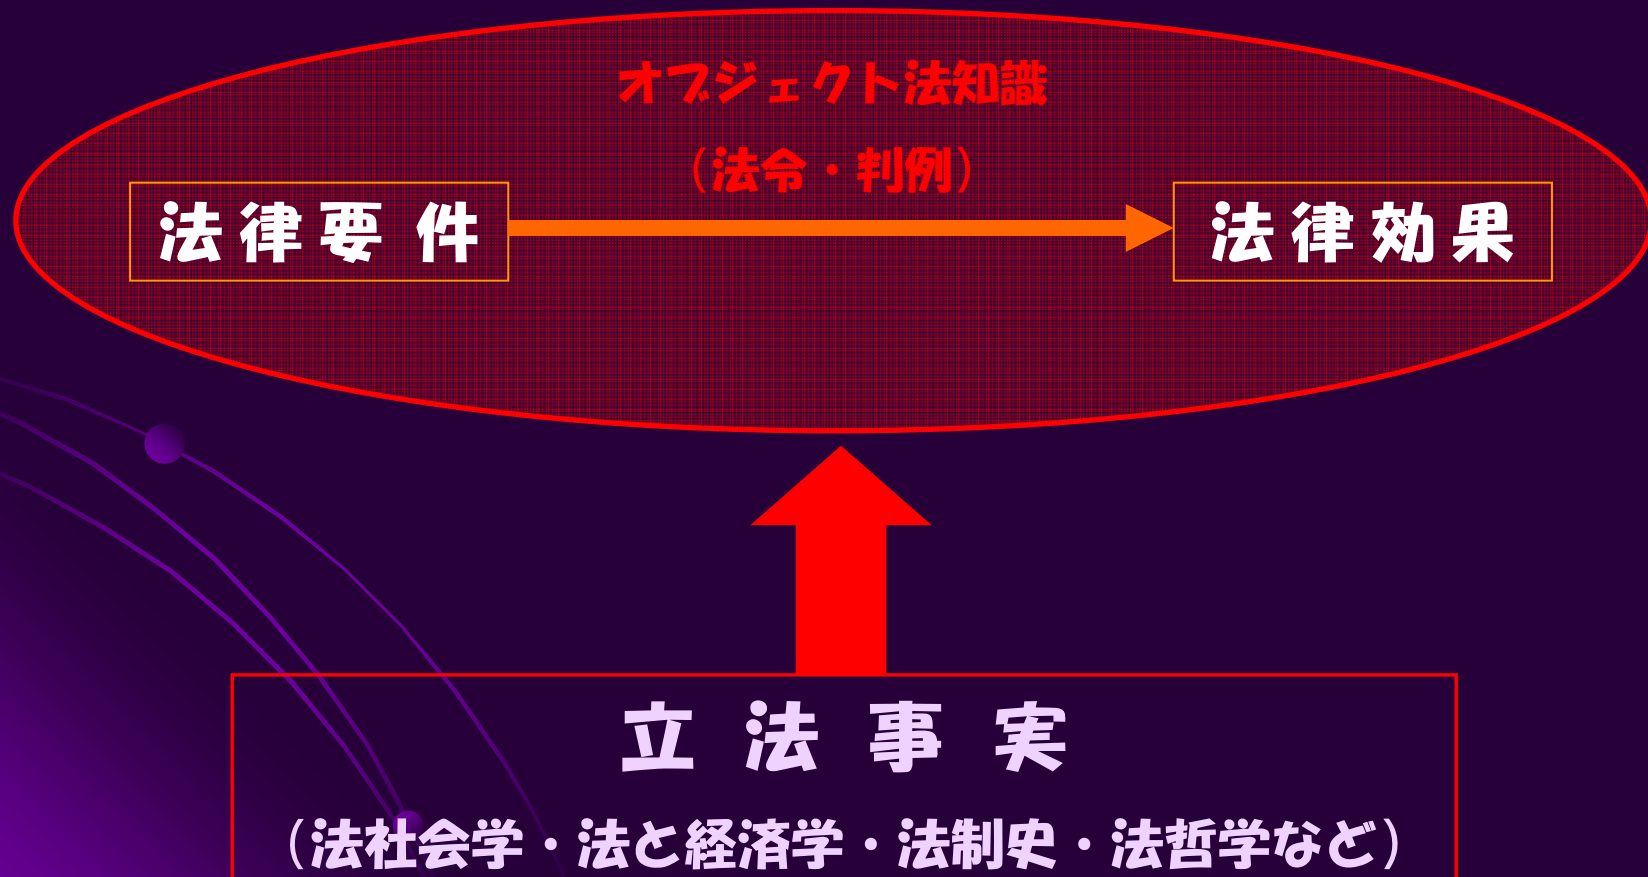 オブジェクト法知識
（法令・判例）
法律要件
法律効果
立法事実
（法社会学・法と経済学・法制史・法哲学など）